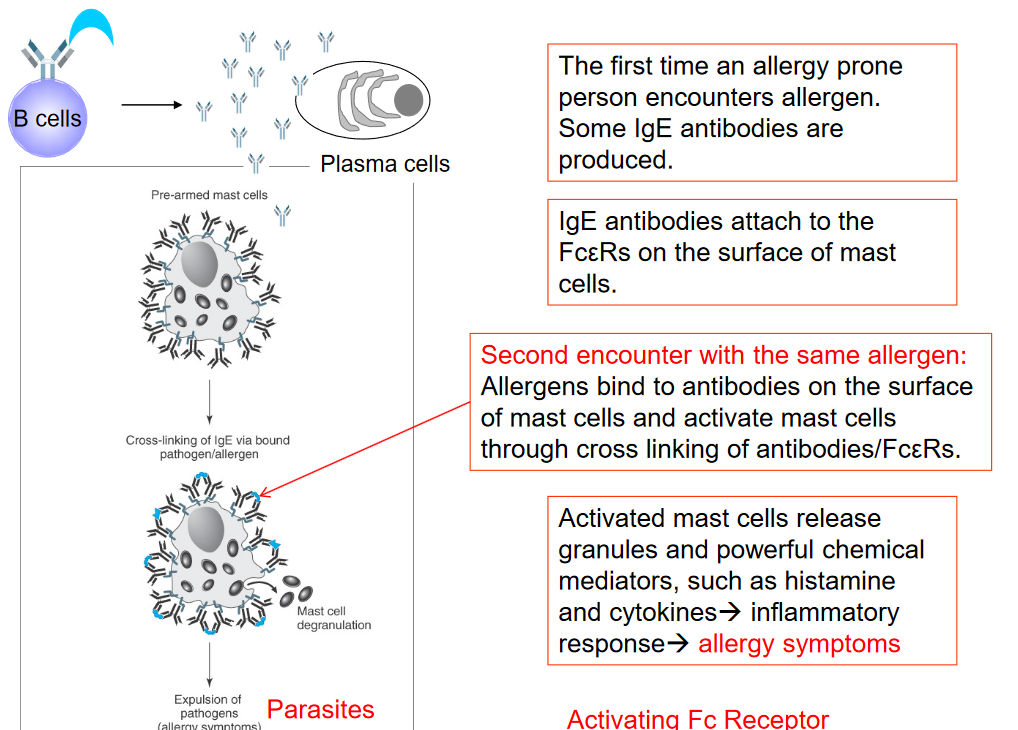 B cells
Plasma cells
The first time an allergy prone
person encounters allergen.
Some IgE antibodies are
produced.
Pre-armed mast cells
IgE antibodies attach to the
FcεRs on the surface of mast
cells.
Second encounter with the same allergen:
Allergens bind to antibodies on the surface
of mast cells and activate mast cells
through cross linking of antibodies/FcεRs.
Cross-linking of IgE via bound
pathogen/allergen
Activated mast cells release
granules and powerful chemical
mediators, such as histamine
and cytokines→ inflammatory
response→ allergy symptoms
Mast cell
degranulation
Expulsion of
pathogens
(allergy symptoms)
Parasites
Activating Fc Receptor